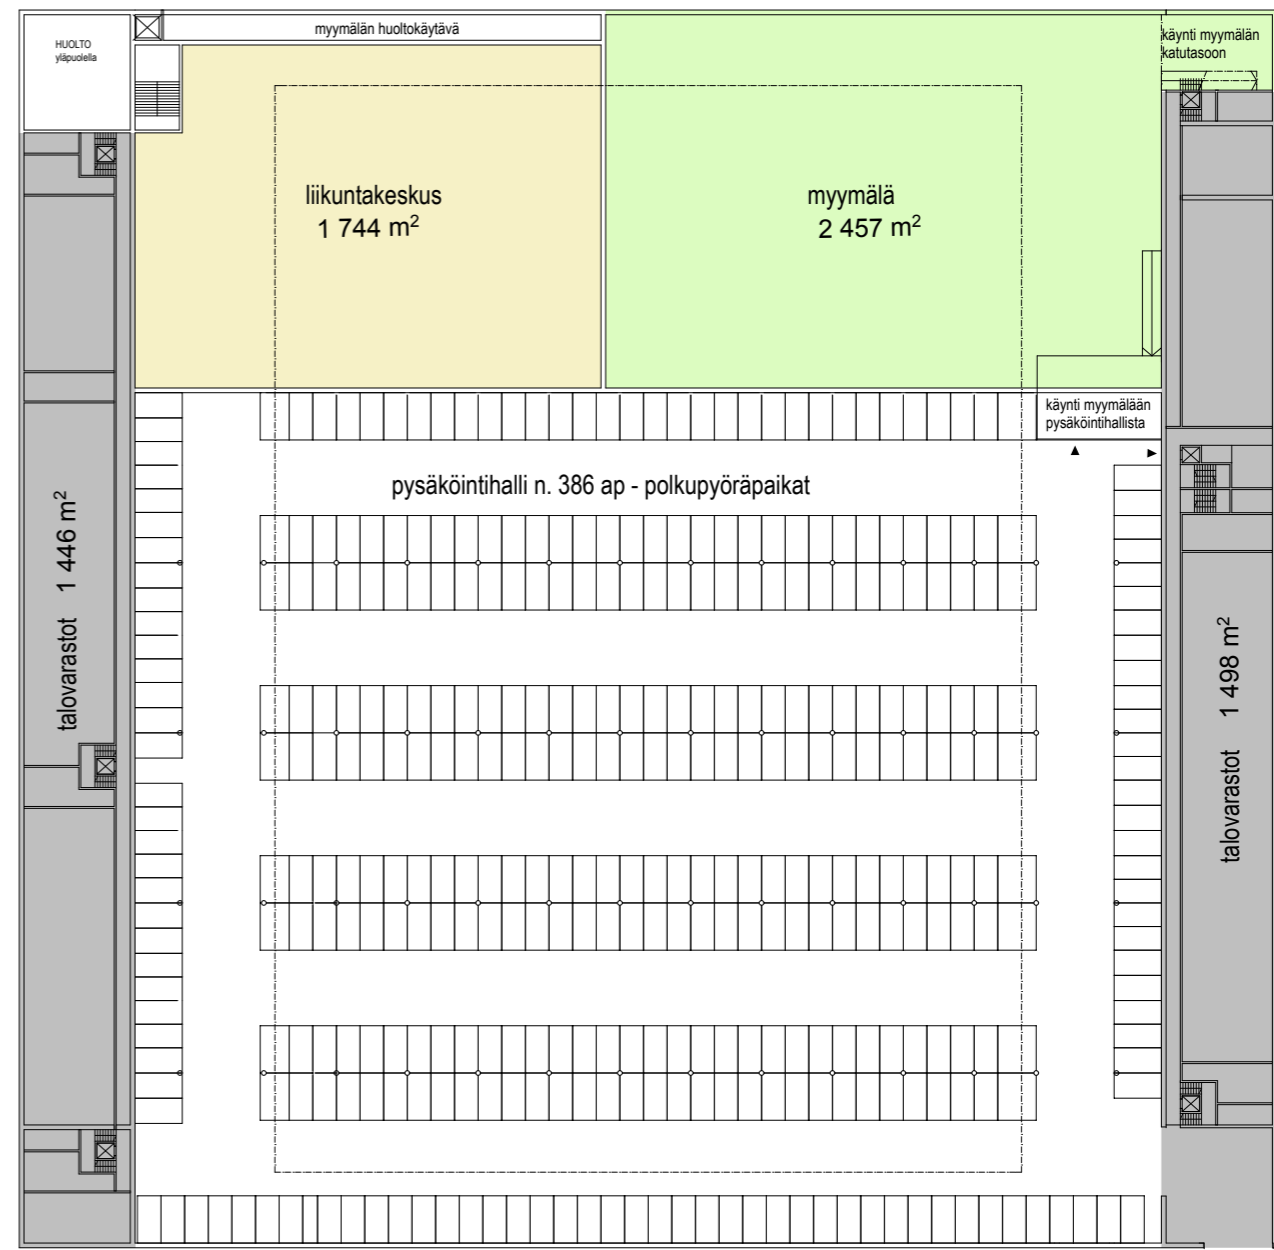 HUOLTO
yläpuolella
myymälän huoltokäytävä
käynti myymälän
katutasoon
liikuntakeskus
1 744 m²
myymälä
2 457 m²
käynti myymälään
pysäköintihallista
pysäköintihalli n. 386 ap - polkupyöräpaikat
talovarastot 1 446 m²
talovarastot 1 498 m²